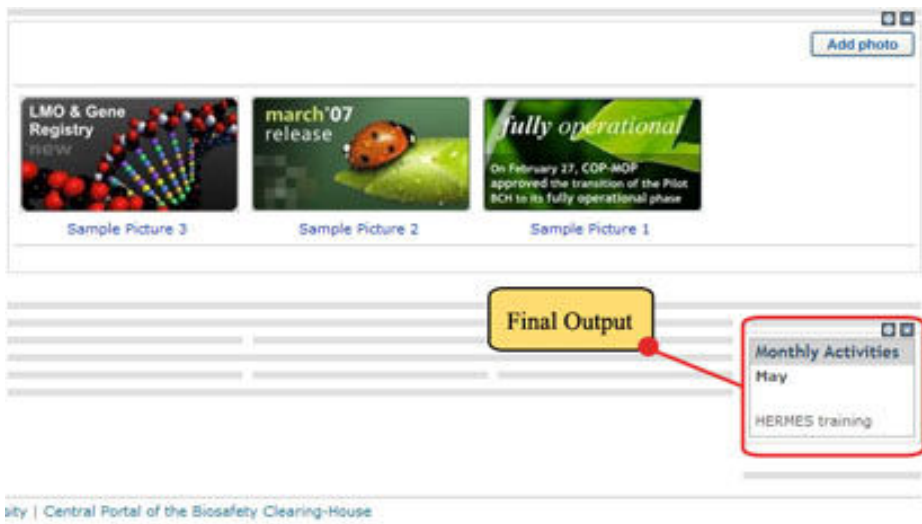 Add photo
LMO & Gene
Registry
new
march'07
release
fully operational
On February 27, COP-MOP
approved the transition of the Pilot
BCH to its fully operational phase
Sample Picture 3
Sample Picture 2
Sample Picture 1
Final Output
Monthly Activities
May
HERMES training
| Central Portal of the Biosafety Clearing-House